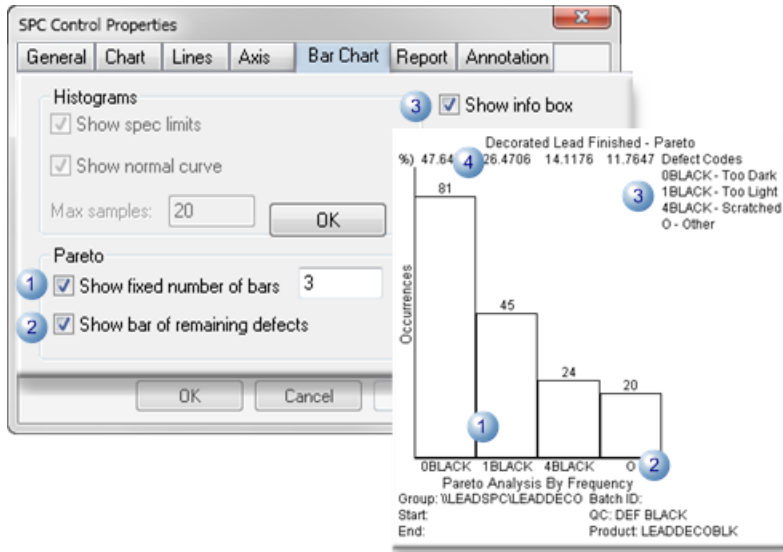 SPC Control Properties
General Chart Lines Axis Bar Chart Report Annotation
Histograms
Show spec limits
Show normal curve
Max samples: 20
OK
3 Show info box
Pareto
1 Show fixed number of bars 3
2 Show bar of remaining defects
OK Cancel
Decorated Lead Finished - Pareto
%) 47.64 4 26.4706 14.1176 11.7647 Defect Codes
0BLACK - Too Dark
3 1BLACK - Too Light
4BLACK - Scratched
O - Other
81
45
24
20
Occurrences
1
0BLACK 1BLACK 4BLACK O 2
Pareto Analysis By Frequency
Group: \\LEADSPC\LEADDECO Batch ID:
Start: QC: DEF BLACK
End: Product: LEADDECOBLK